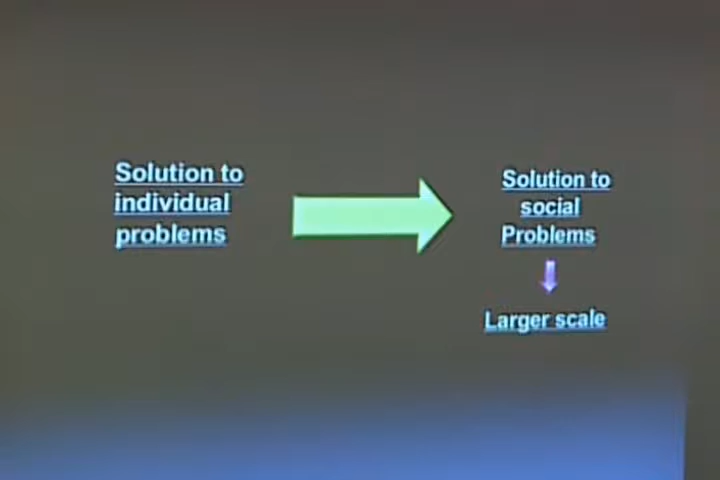 Solution to
individual
problems
Solution to
social
Problems
Larger scale